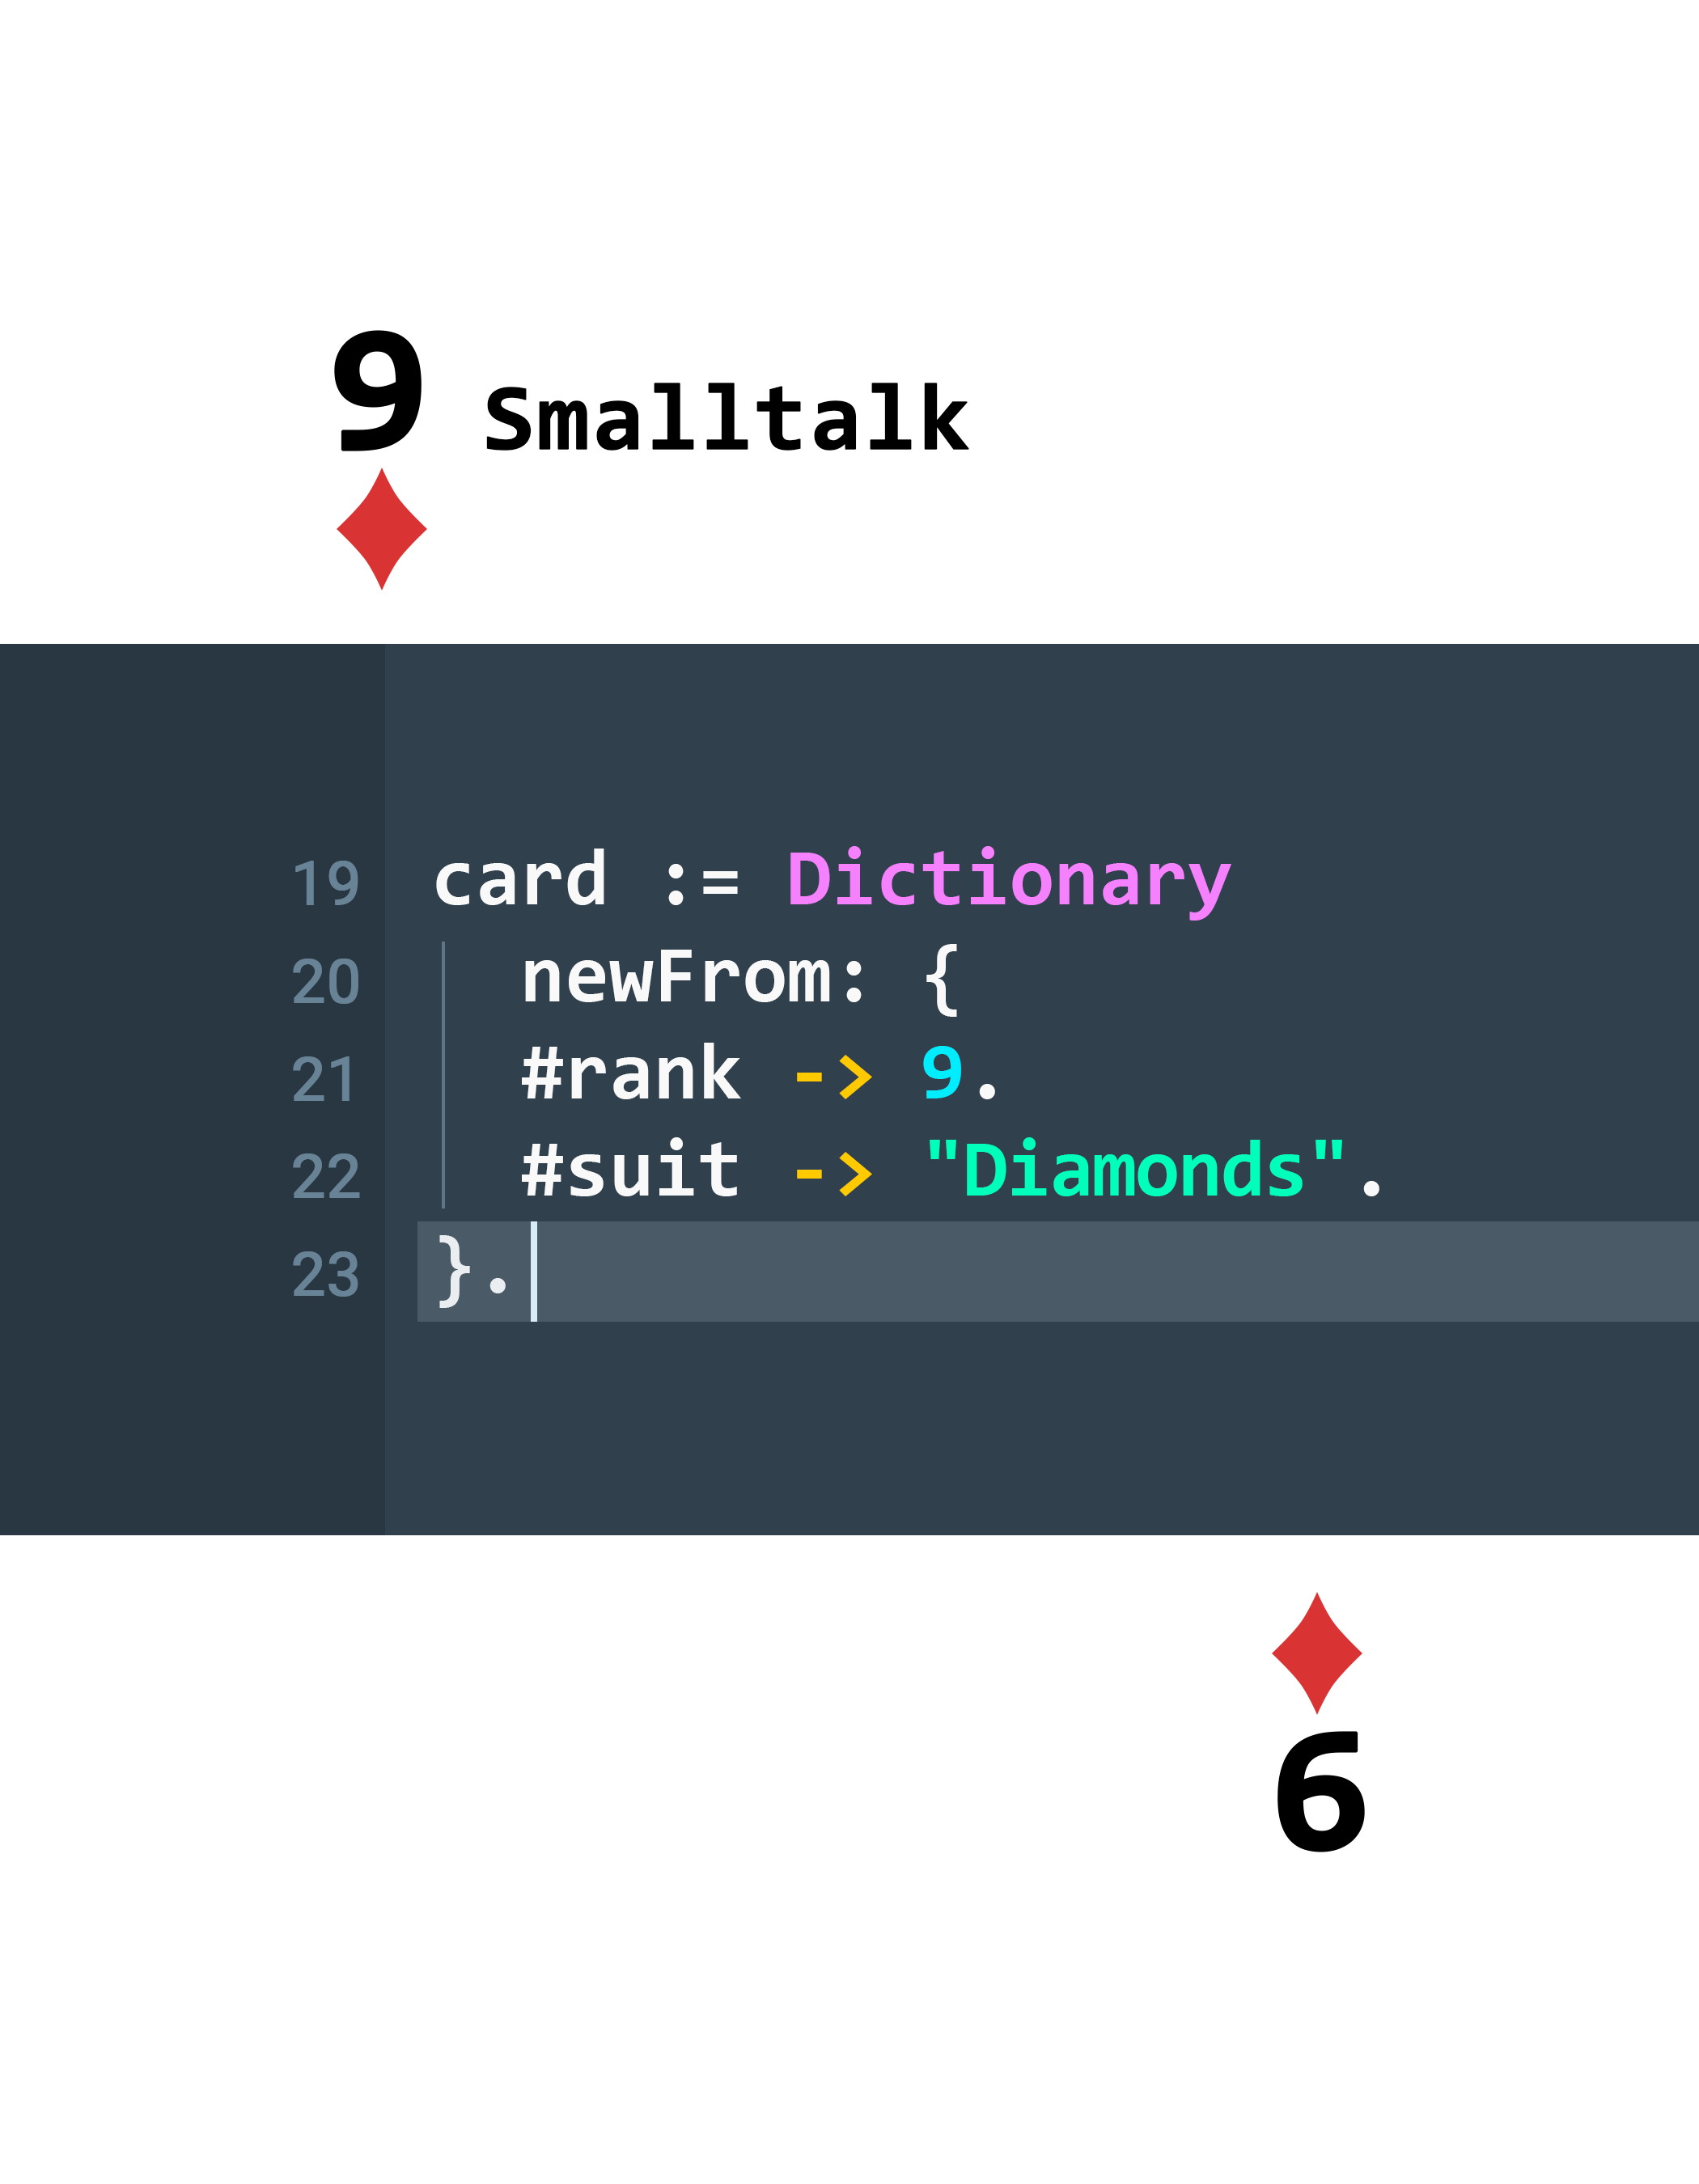 9 Smalltalk
19 card := Dictionary
20 newFrom: {
21 #rank -> 9.
22 #suit -> "Diamonds".
23 }.
6